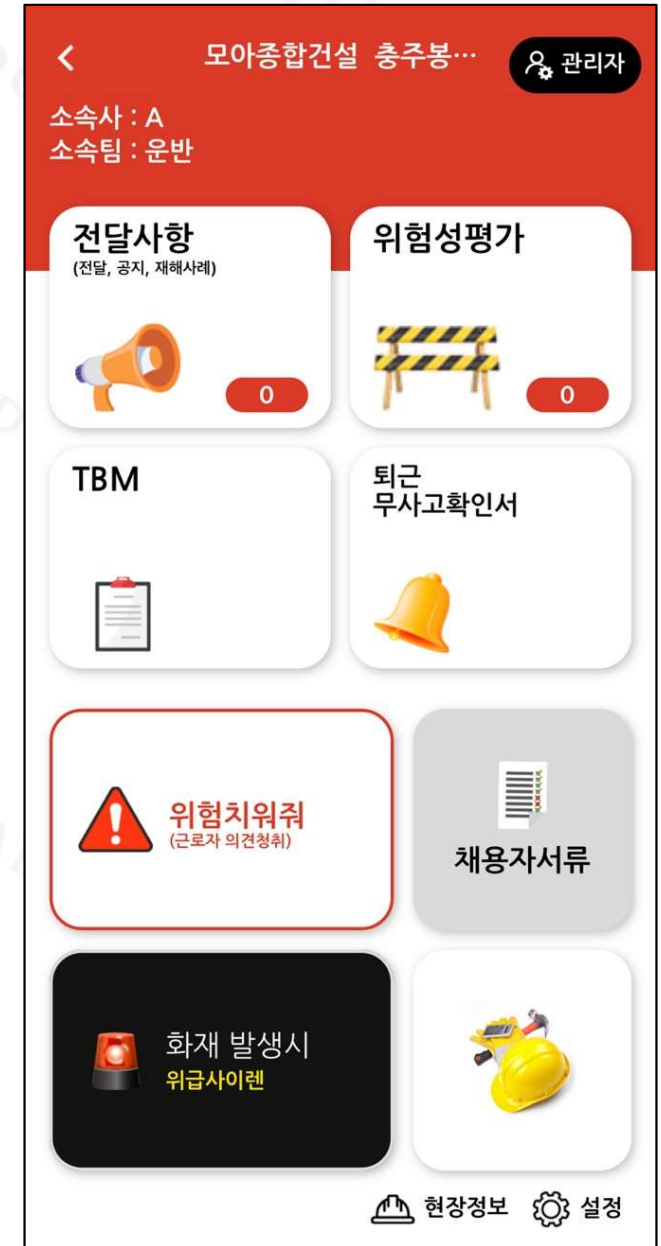 모아종합건설 충주봉…
관리자
소속사 : A
소속팀 : 운반
전달사항
(전달, 공지, 재해사례)
0
위험성평가
0
TBM
퇴근
무사고확인서
위험치워줘
(근로자 의견청취)
채용자서류
화재 발생시
위급사이렌
현장정보
설정